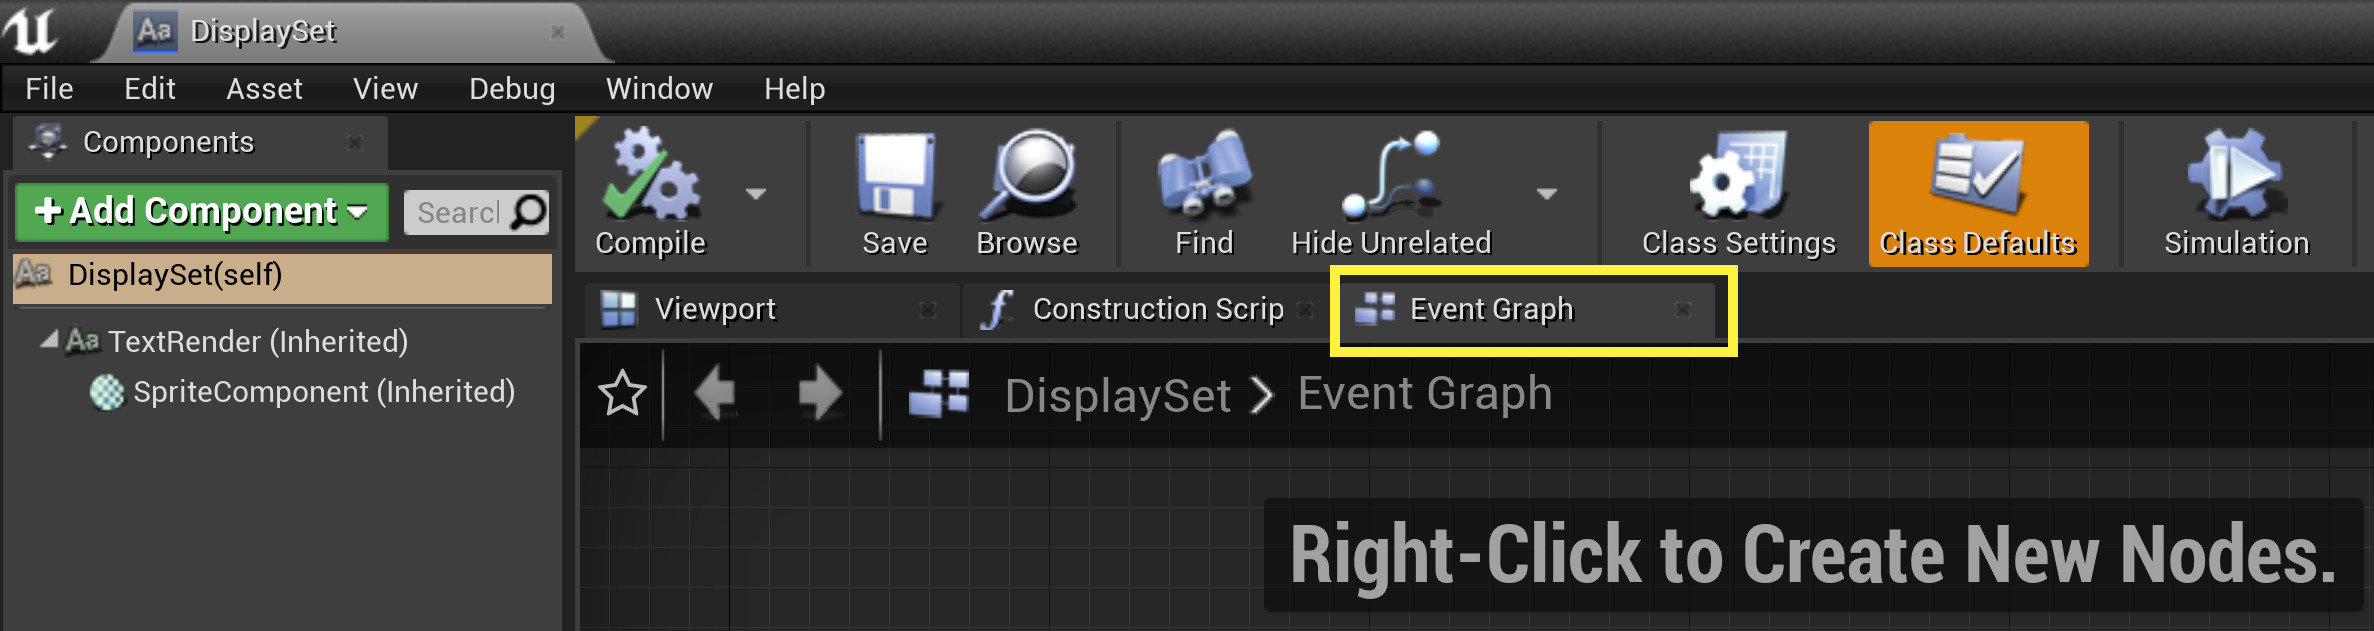 DisplaySet
File Edit Asset View Debug Window Help
Components
Add Component
Searcl
Aa DisplaySet(self)
Aa TextRender (Inherited)
SpriteComponent (Inherited)
Compile Save Browse Find Hide Unrelated Class Settings Class Defaults Simulation
Viewport Construction Scrip Event Graph
DisplaySet > Event Graph
Right-Click to Create New Nodes.